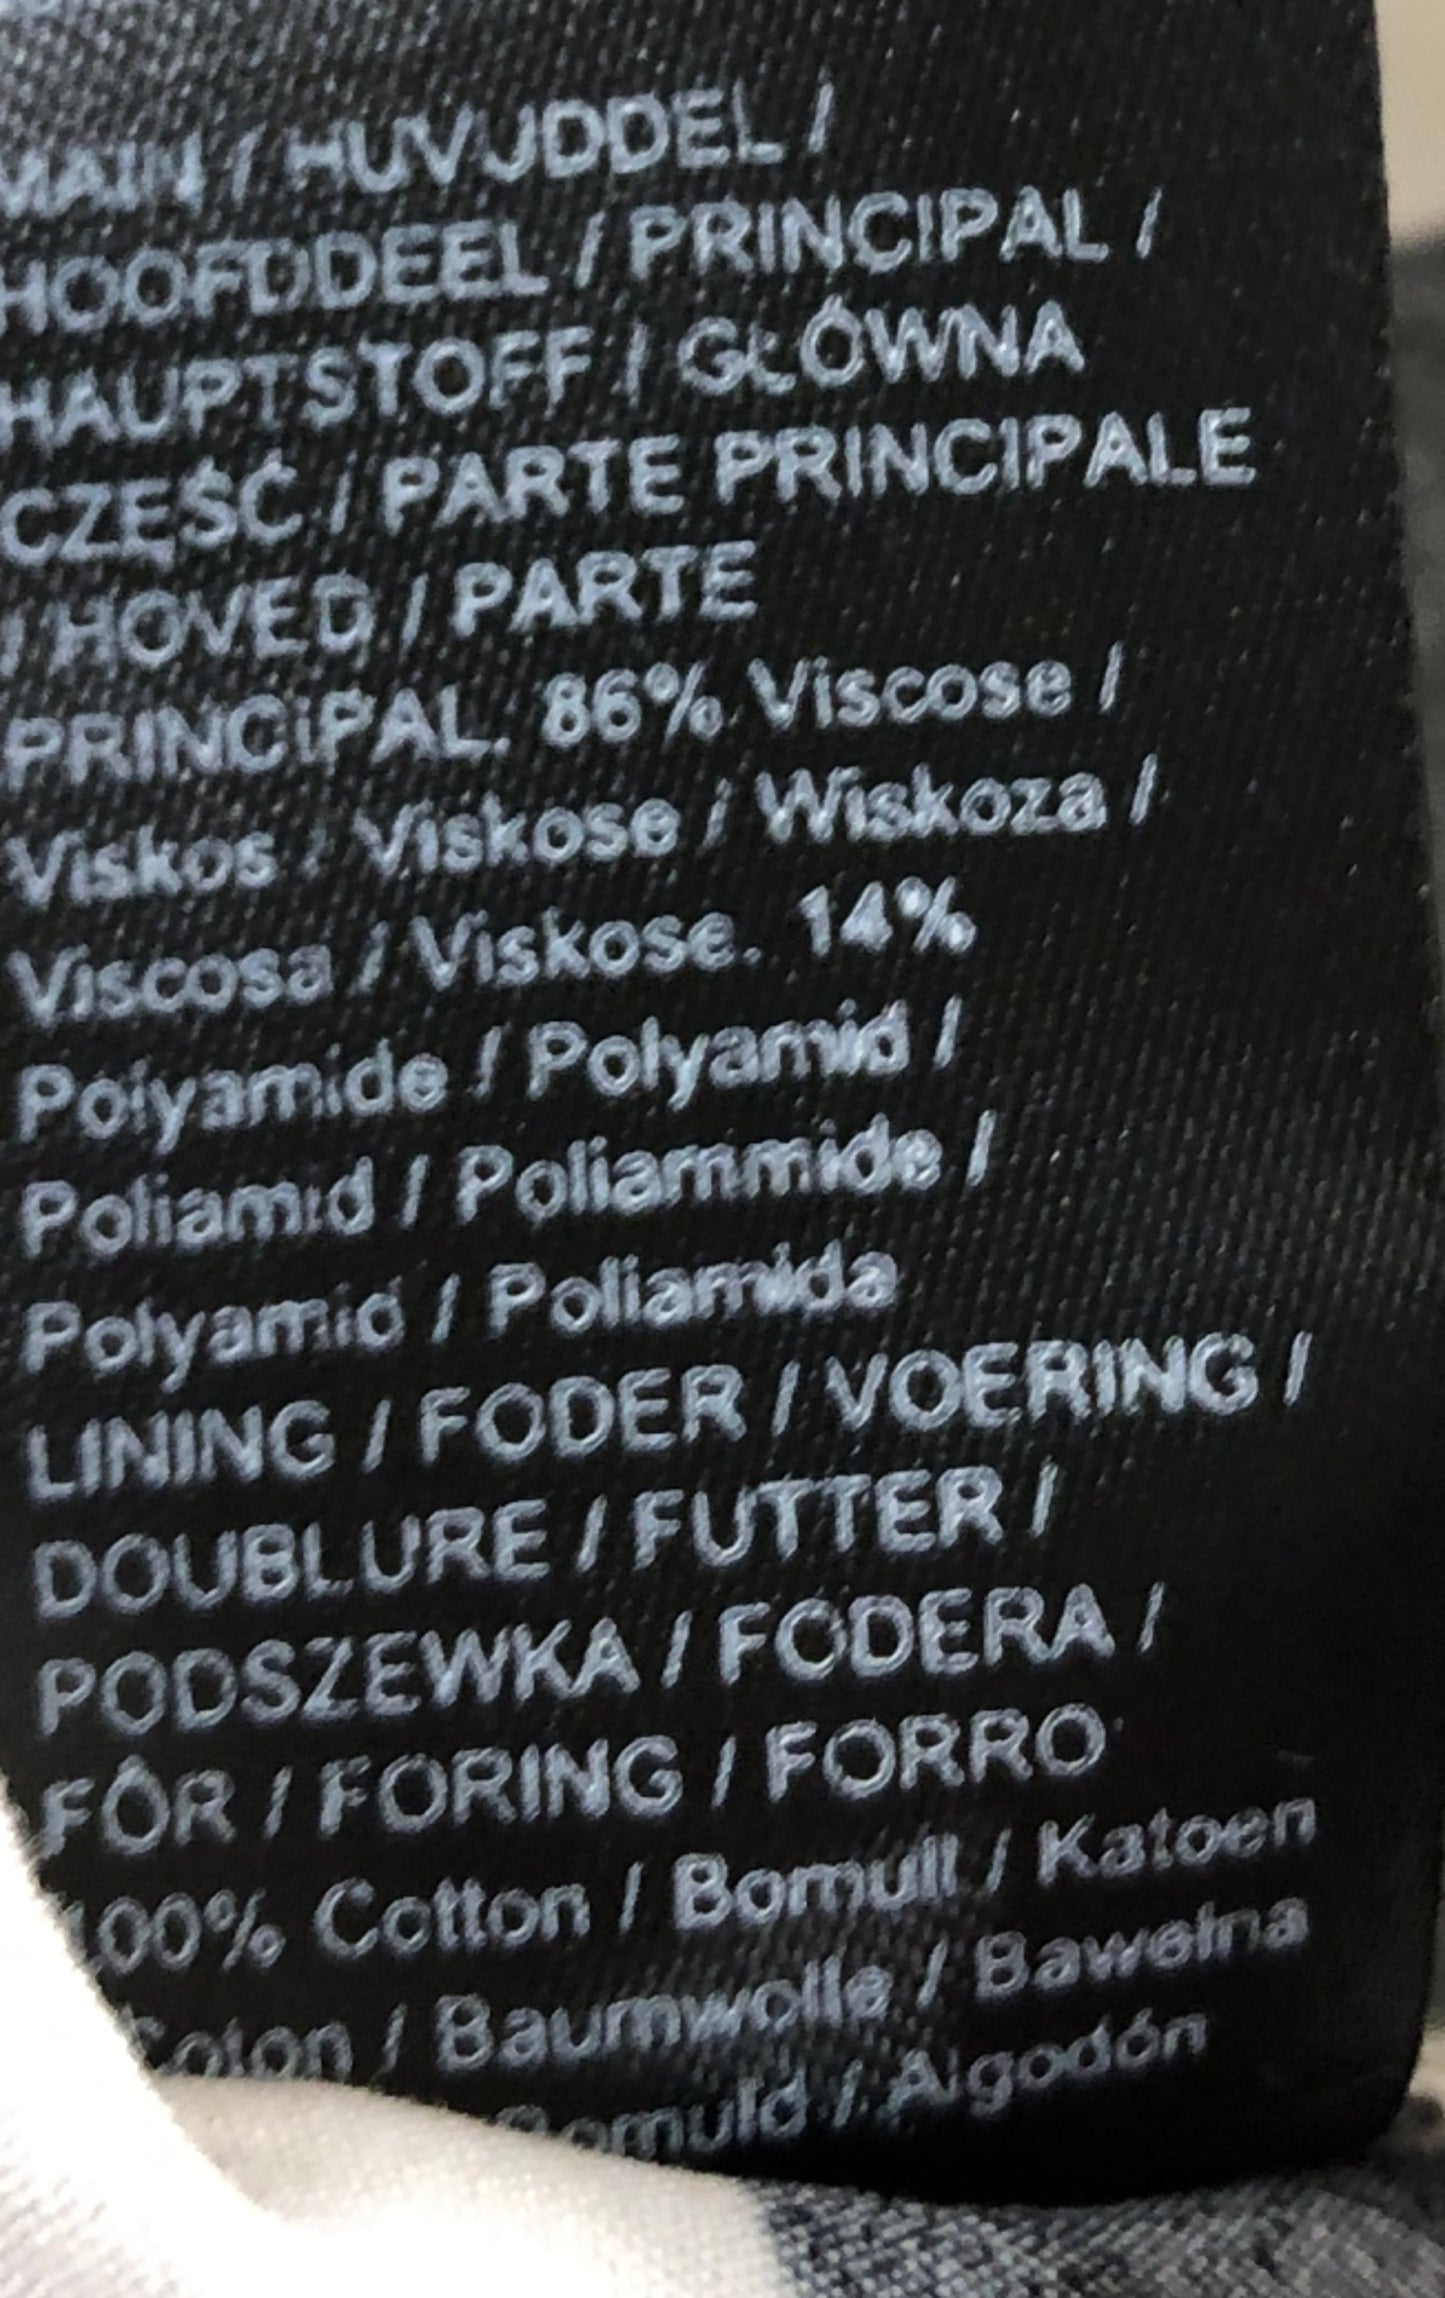 MAIN / HUVUDDEL /
HOOFDDEEL / PRINCIPAL /
HAUPTSTOFF / GŁÓWNA
CZĘŚĆ / PARTE PRINCIPALE
/ HOVED / PARTE
PRINCIPAL. 86% Viscose /
Viskos / Viskose / Wiskoza /
Viscosa / Viskose. 14%
Polyamide / Polyamid /
Poliamid / Poliammide /
Polyamid / Poliamida
LINING / FODER / VOERING /
DOUBLURE / FUTTER /
PODSZEWKA / FODERA /
FÔR / FORING / FORRO
100% Cotton / Bomull / Katoen
Coton / Baumwolle / Bawełna
Bomuld / Algodón